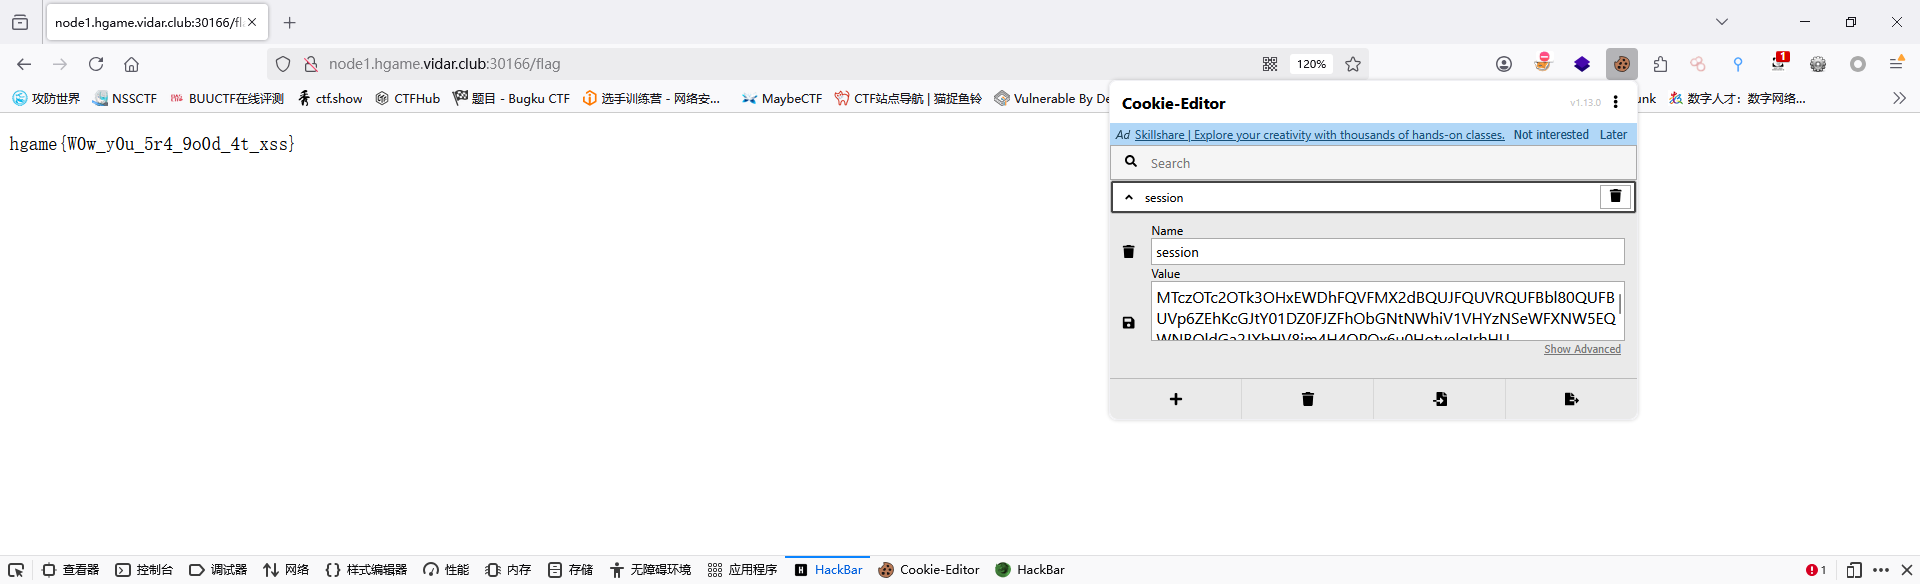 node1.hgame.vidar.club:30166/fl
node1.hgame.vidar.club:30166/flag
120%
1
攻防世界 NSSCTF BUUCTF在线评测 ctf.show CTFHub 题目 - Bugku CTF 选手训练营 - 网络安... MaybeCTF CTF站点导航 | 猫捉鱼铃 Vulnerable By De unk 数字人才：数字网络...
hgame{W0w_y0u_5r4_9o0d_4t_xss}
Cookie-Editor v1.13.0
Ad Skillshare | Explore your creativity with thousands of hands-on classes. Not interested Later
Search
session
Name
session
Value
MTczOTc2OTk3OHxEWDhFQVFMX2dBQUJFQUVRQUFBbl80QUFB
UVp6ZEhKcGJtY01DZ0FJZFhObGNtNWhiV1VHYzNSeWFXNW5EQ
Show Advanced
查看器 控制台 调试器 网络 样式编辑器 性能 内存 存储 无障碍环境 应用程序 HackBar Cookie-Editor HackBar 1